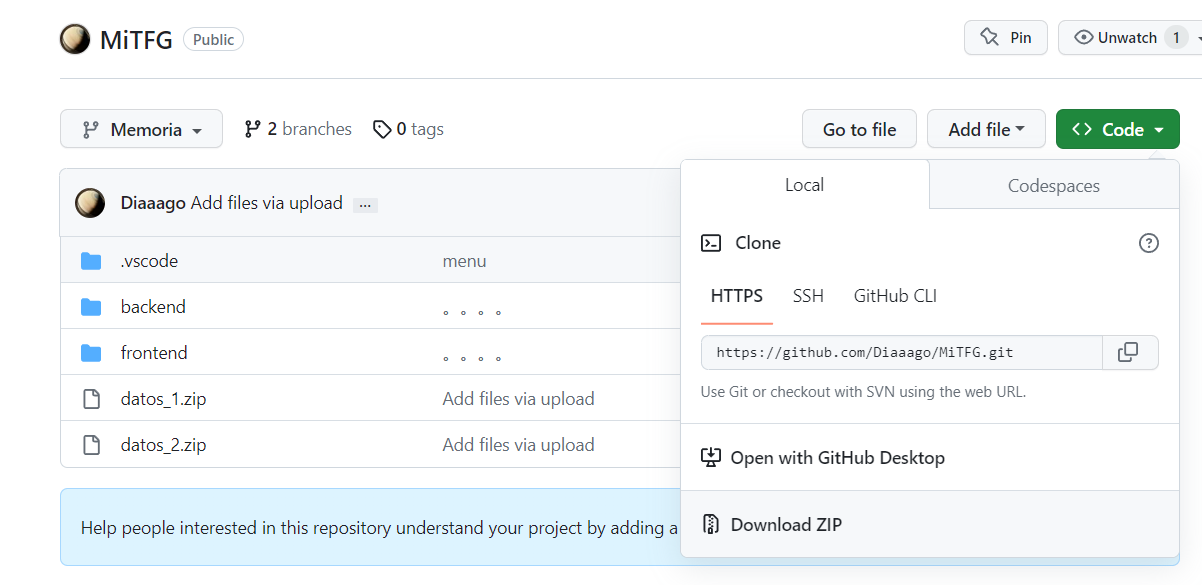 MiTFG Public Pin Unwatch 1
Memoria 2 branches 0 tags Go to file Add file Code
Local Codespaces
Diaaago Add files via upload ...
Clone
.vscode menu
HTTPS SSH GitHub CLI
backend 。。。。
frontend 。。。。
https://github.com/Diaaago/MiTFG.git
Use Git or checkout with SVN using the web URL.
datos_1.zip Add files via upload
datos_2.zip Add files via upload
Open with GitHub Desktop
Download ZIP
Help people interested in this repository understand your project by adding a